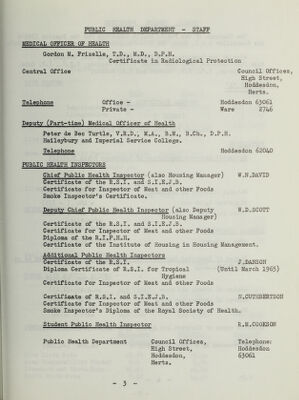 PUBLIC HEALTH DEPARTMENT - STAFF
MEDICAL OFFICER OF HEALTH
Gordon M. Frizelle, T.D., M.D., D.P.H.
Certificate in Radiological Protection
Central Office Council Offices,
High Street,
Hoddesdon,
Herts.
Telephone Office - Hoddesdon 63061
Private - Ware 2746
Deputy (Part-time) Medical Officer of Health
Peter de Bec Turtle, V.R.D., M.A., B.M., B.Ch., D.P.H.
Haileybury and Imperial Service College.
Telephone Hoddesdon 62040
PUBLIC HEALTH INSPECTORS
Chief Public Health Inspector (also Housing Manager) W.N.DAVID
Certificate of the R.S.I. and S.I.E.J.B.
Certificate for Inspector of Meat and other Foods
Smoke Inspector's Certificate.
Deputy Chief Public Health Inspector (also Deputy W.D.SCOTT
Housing Manager)
Certificate of the R.S.I. and S.I.E.J.B.
Certificate for Inspector of Meat and other Foods
Diploma of the R.I.P.H.H.
Certificate of the Institute of Housing in Housing Management.
Additional Public Health Inspectors
Certificate of the R.S.I. J.DAWSON
Diploma Certificate of R.S.I. for Tropical (Until March 1965)
Hygiene
Certificate for Inspector of Meat and other Foods
Certificate of R.S.I. and S.I.E.J.B. N.CUTHBERTSON
Certificate for Inspector of Meat and other Foods
Smoke Inspector's Diploma of the Royal Society of Health.
Student Public Health Inspector R.M.COOKSON
Public Health Department Council Offices, Telephone:
High Street, Hoddesdon
Hoddesdon, 63061
Herts.
- 3 -